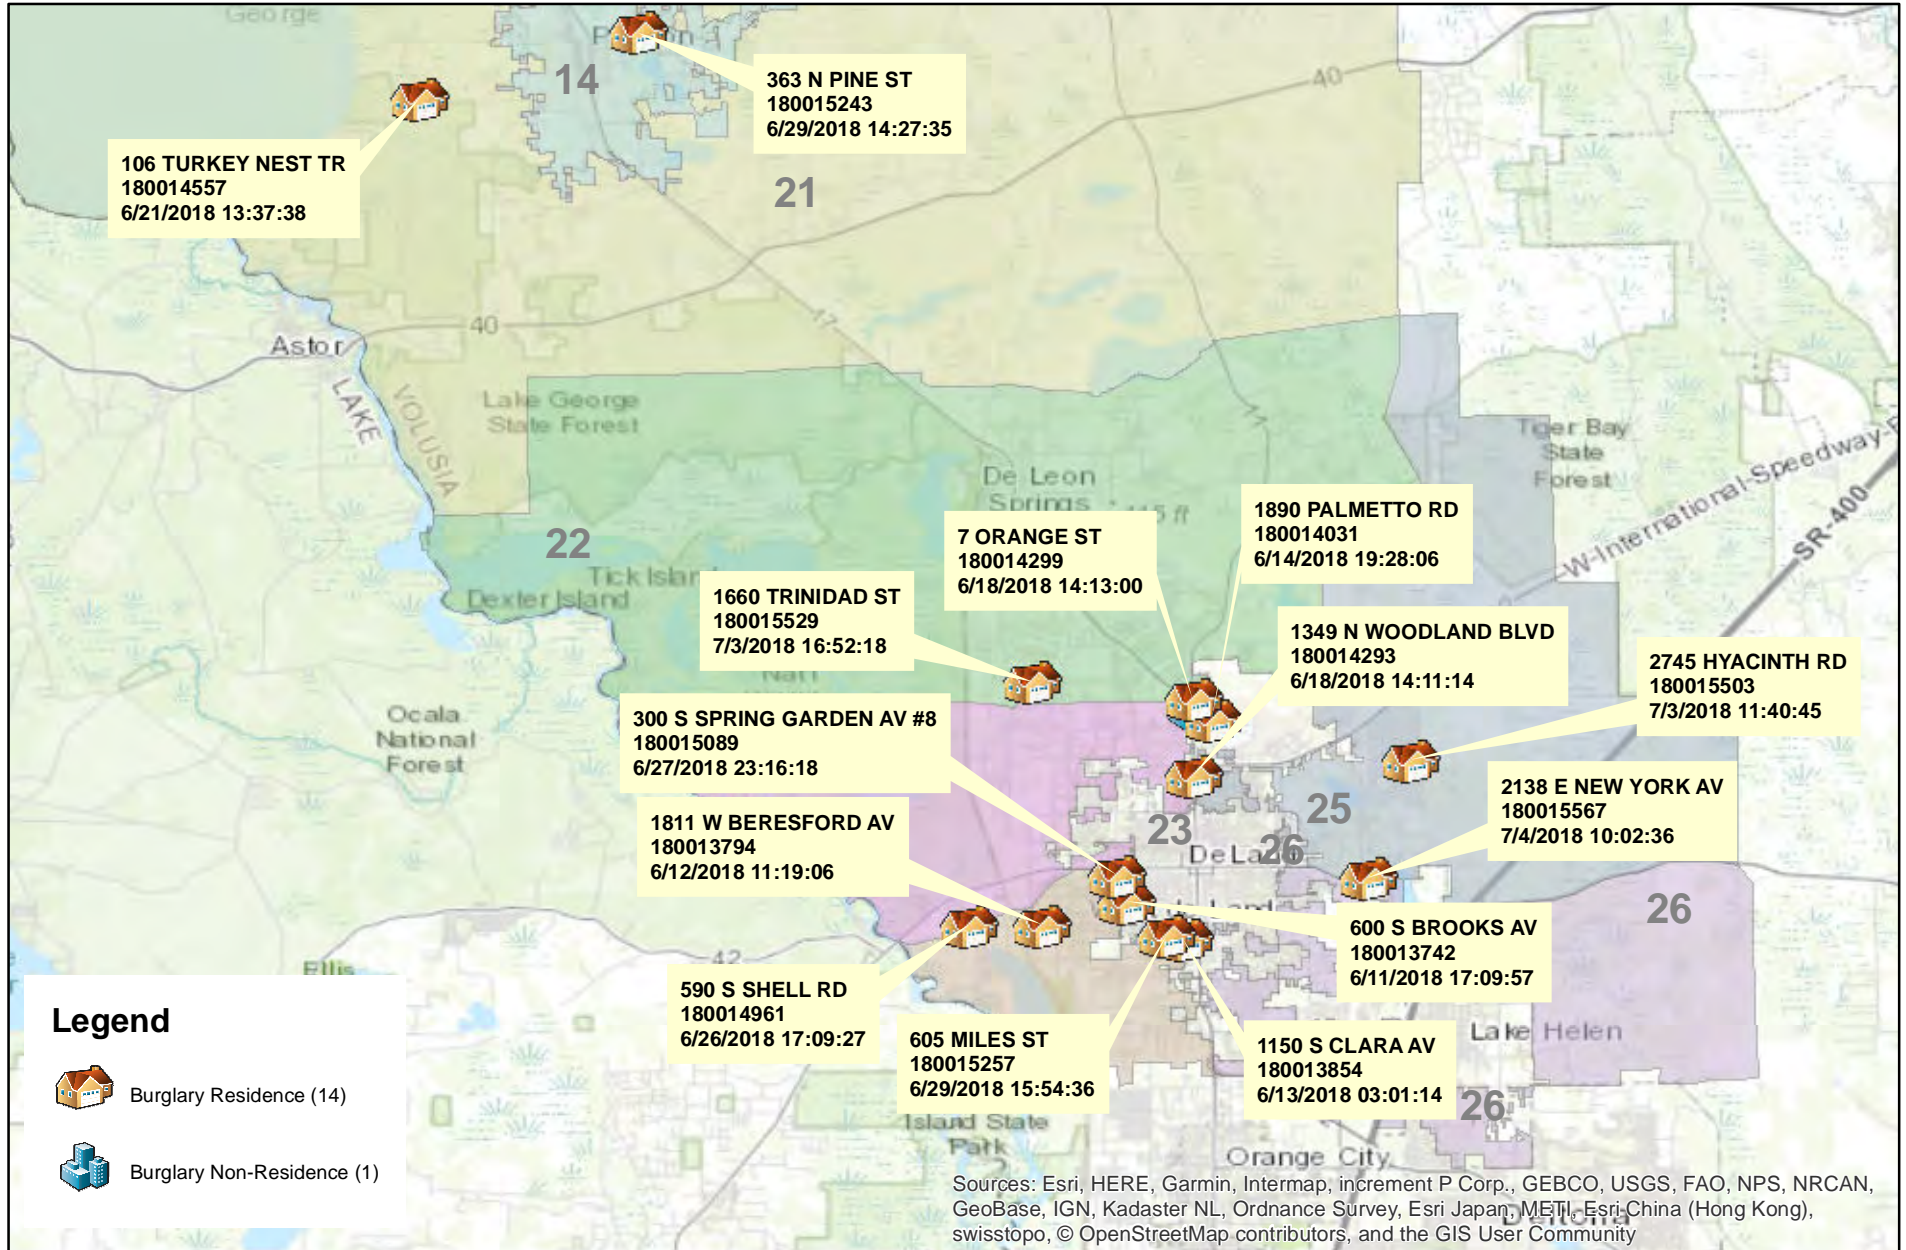 George
14
363 N PINE ST
180015243
6/29/2018 14:27:35
40
106 TURKEY NEST TR
180014557
6/21/2018 13:37:38
21
17
40
Astor
LAKE
VOLUSIA
Lake George
State Forest
Tiger Bay
State
Forest
W-International-Speedway
SR-400
De Leon
Springs
22
Tick Island
Dexter Island
7 ORANGE ST
180014299
6/18/2018 14:13:00
1890 PALMETTO RD
180014031
6/14/2018 19:28:06
1660 TRINIDAD ST
180015529
7/3/2018 16:52:18
1349 N WOODLAND BLVD
180014293
6/18/2018 14:11:14
2745 HYACINTH RD
180015503
7/3/2018 11:40:45
Nat'l
Ocala
National
Forest
300 S SPRING GARDEN AV #8
180015089
6/27/2018 23:16:18
2138 E NEW YORK AV
180015567
7/4/2018 10:02:36
25
23
26
1811 W BERESFORD AV
180013794
6/12/2018 11:19:06
26
600 S BROOKS AV
180013742
6/11/2018 17:09:57
42
Ellis
590 S SHELL RD
180014961
6/26/2018 17:09:27
605 MILES ST
180015257
6/29/2018 15:54:36
1150 S CLARA AV
180013854
6/13/2018 03:01:14
Lake Helen
26
Island State
Park
Orange City
Deltona
Legend
Burglary Residence (14)
Burglary Non-Residence (1)
Sources: Esri, HERE, Garmin, Intermap, increment P Corp., GEBCO, USGS, FAO, NPS, NRCAN,
GeoBase, IGN, Kadaster NL, Ordnance Survey, Esri Japan, METI, Esri China (Hong Kong),
swisstopo, © OpenStreetMap contributors, and the GIS User Community